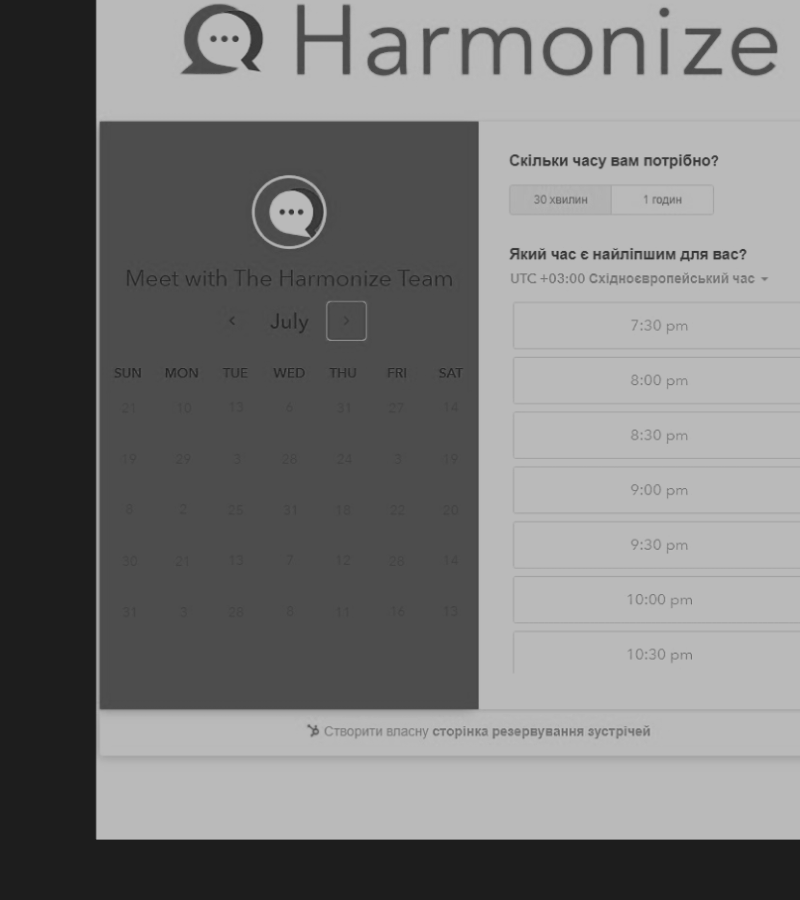 Harmonize
Meet with The Harmonize Team
July
SUN MON TUE WED THU FRI SAT
21 10 13 6 31 27 14
19 29 3 28 24 3 19
8 2 25 31 18 22 20
30 21 13 7 12 26 14
31 3 28 8 11 16 13
Скільки часу вам потрібно?
30 хвилин 1 годин
Який час є найліпшим для вас?
UTC +03:00 Східноєвропейський час
7:30 pm
8:00 pm
8:30 pm
9:00 pm
9:30 pm
10:00 pm
10:30 pm
Створити власну сторінка резервування зустрічей